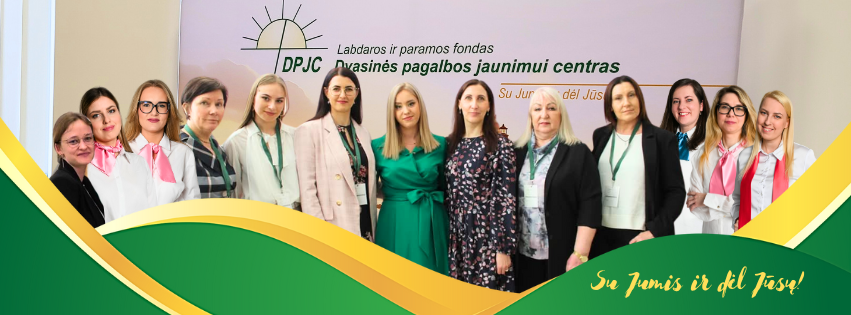 DPJC
Labdaros ir paramos fondas
Dvasinės pagalbos jaunimui centras
Su Jumis ir dėl Jūsų!